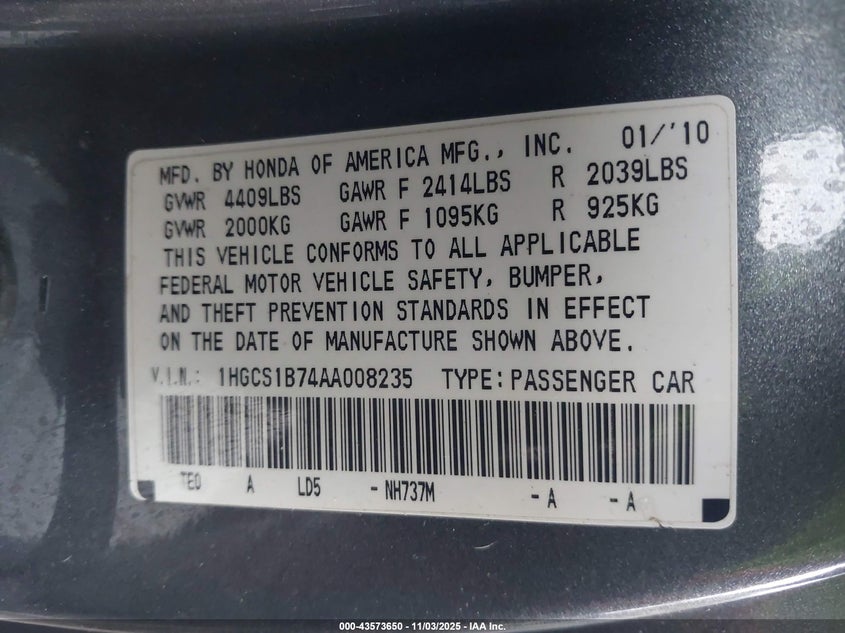 MFD. BY HONDA OF AMERICA MFG., INC. 01/'10
GVWR 4409LBS GAWR F 2414LBS R 2039LBS
GVWR 2000KG GAWR F 1095KG R 925KG
THIS VEHICLE CONFORMS TO ALL APPLICABLE
FEDERAL MOTOR VEHICLE SAFETY, BUMPER,
AND THEFT PREVENTION STANDARDS IN EFFECT
ON THE DATE OF MANUFACTURE SHOWN ABOVE.
V.I.N.: 1HGCS1B74AA008235 TYPE: PASSENGER CAR
TE0 A LD5 - NH737M - A - A
000-43573650 | 11/03/2025 | IAA Inc.